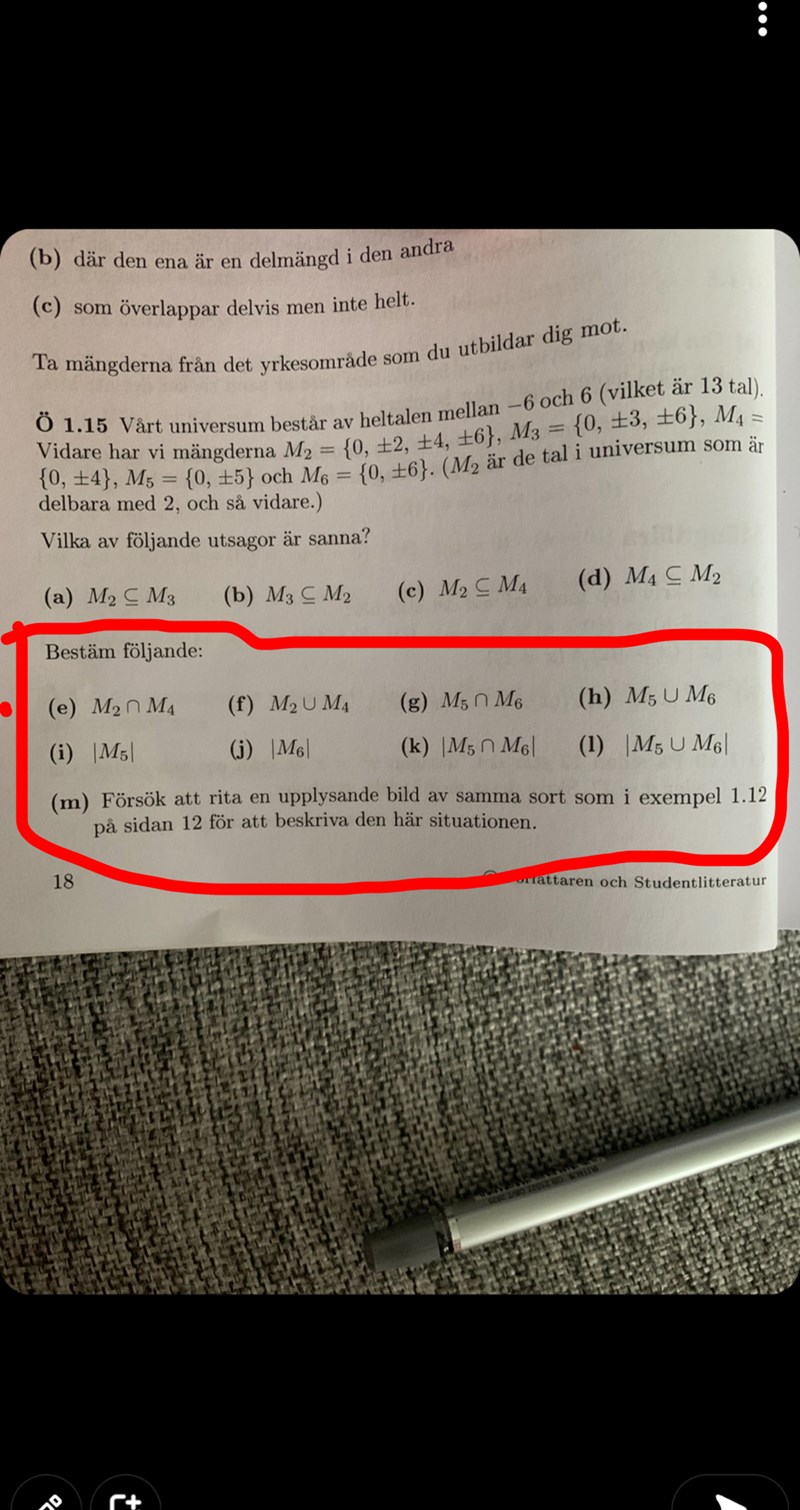 (b) där den ena är en delmängd i den andra
(c) som överlappar delvis men inte helt.
Ta mängderna från det yrkesområde som du utbildar dig mot.
Ö 1.15 Vårt universum består av heltalen mellan −6 och 6 (vilket är 13 tal).
Vidare har vi mängderna M₂ = {0, ±2, ±4, ±6}, M₃ = {0, ±3, ±6}, M₄ =
{0, ±4}, M₅ = {0, ±5} och M₆ = {0, ±6}. (M₂ är de tal i universum som är
delbara med 2, och så vidare.)
Vilka av följande utsagor är sanna?
(a) M₂ ⊆ M₃ (b) M₃ ⊆ M₂ (c) M₂ ⊆ M₄ (d) M₄ ⊆ M₂
Bestäm följande:
(e) M₂ ∩ M₄ (f) M₂ ∪ M₄ (g) M₅ ∩ M₆ (h) M₅ ∪ M₆
(i) |M₅| (j) |M₆| (k) |M₅ ∩ M₆| (l) |M₅ ∪ M₆|
(m) Försök att rita en upplysande bild av samma sort som i exempel 1.12
på sidan 12 för att beskriva den här situationen.
18 och Studentlitteratur